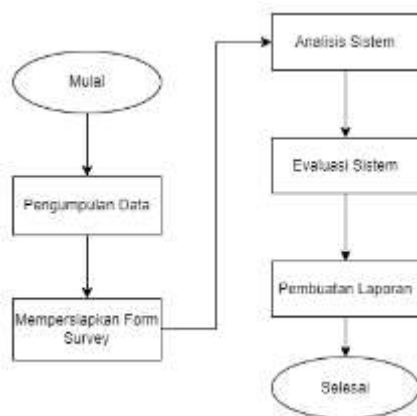 Mulai
Pengumpulan Data
Mempersiapkan Form
Survey
Analisis Sistem
Evaluasi Sistem
Pembuatan Laporan
Selesai